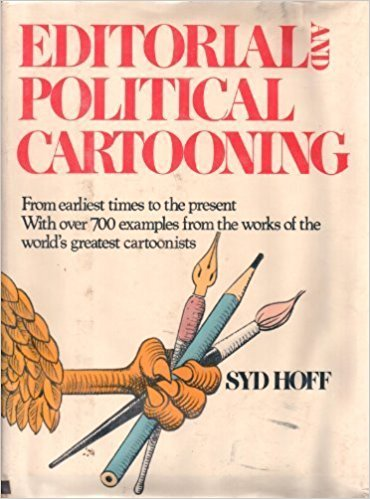 EDITORIAL AND
POLITICAL
CARTOONING
From earliest times to the present
With over 700 examples from the works of the
world's greatest cartoonists
SYD HOFF